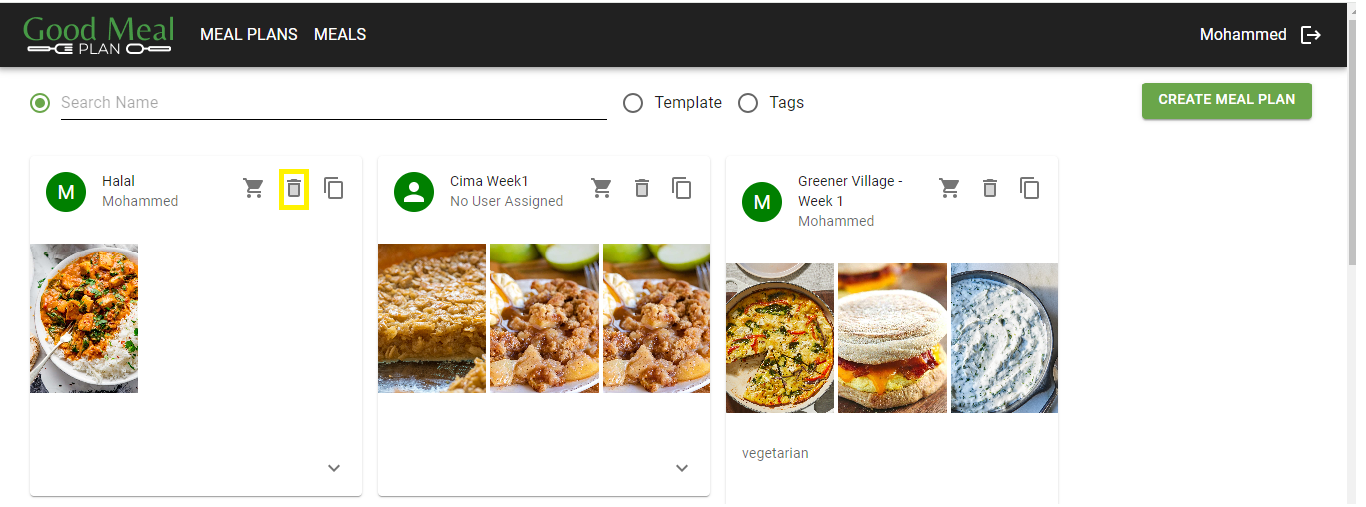 Good Meal
PLAN
MEAL PLANS MEALS
Mohammed
Search Name
Template
Tags
CREATE MEAL PLAN
M
Halal
Mohammed
Cima Week1
No User Assigned
M
Greener Village -
Week 1
Mohammed
vegetarian